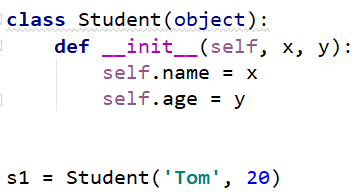 class Student(object):
    def __init__(self, x, y):
        self.name = x
        self.age = y
s1 = Student('Tom', 20)